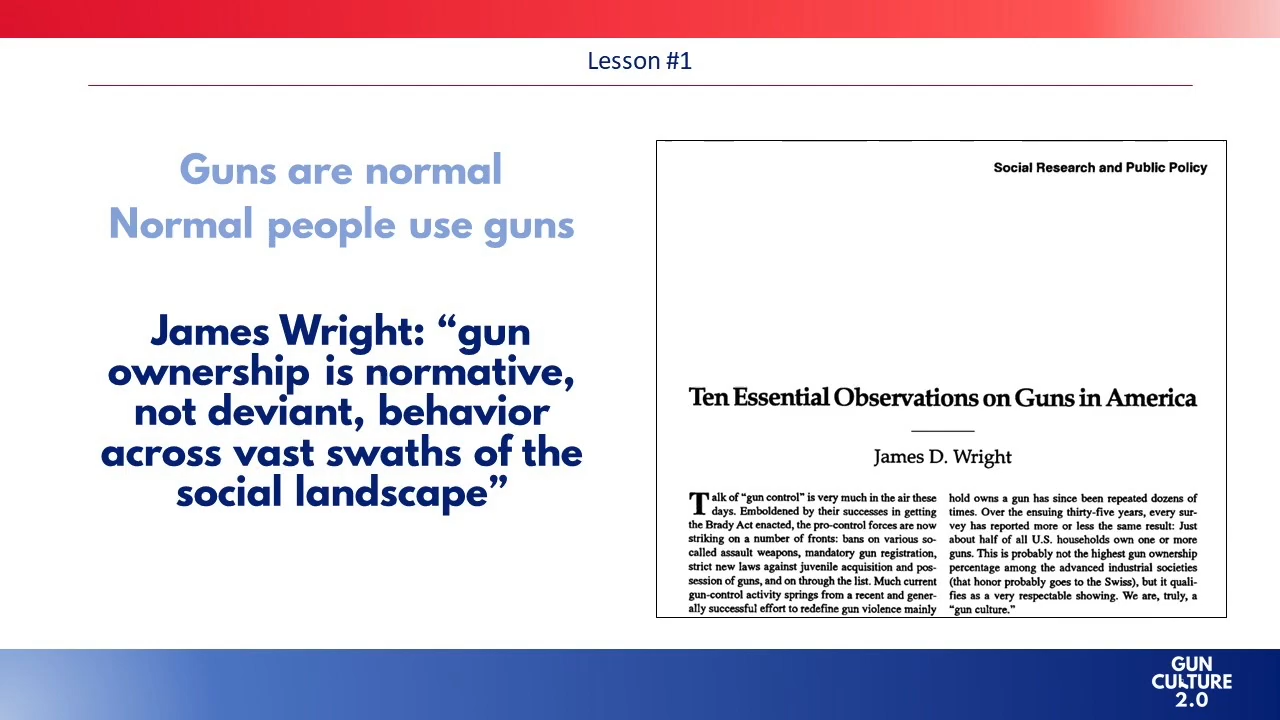 Lesson #1
Guns are normal
Normal people use guns
James Wright: “gun
ownership is normative,
not deviant, behavior
across vast swaths of the
social landscape”
Social Research and Public Policy
Ten Essential Observations on Guns in America
James D. Wright
Talk of “gun control” is very much in the air these
days. Emboldened by their successes in getting
the Brady Act enacted, the pro-control forces are now
striking on a number of fronts: bans on various so-
called assault weapons, mandatory gun registration,
strict new laws against juvenile acquisition and pos-
session of guns, and on through the list. Much current
gun-control activity springs from a recent and gener-
ally successful effort to redefine gun violence mainly
hold owns a gun has since been repeated dozens of
times. Over the ensuing thirty-five years, every sur-
vey has reported more or less the same result: Just
about half of all U.S. households own one or more
guns. This is probably not the highest gun ownership
percentage among the advanced industrial societies
(that honor probably goes to the Swiss), but it quali-
fies as a very respectable showing. We are, truly, a
“gun culture.”
GUN
CULTURE
2.0